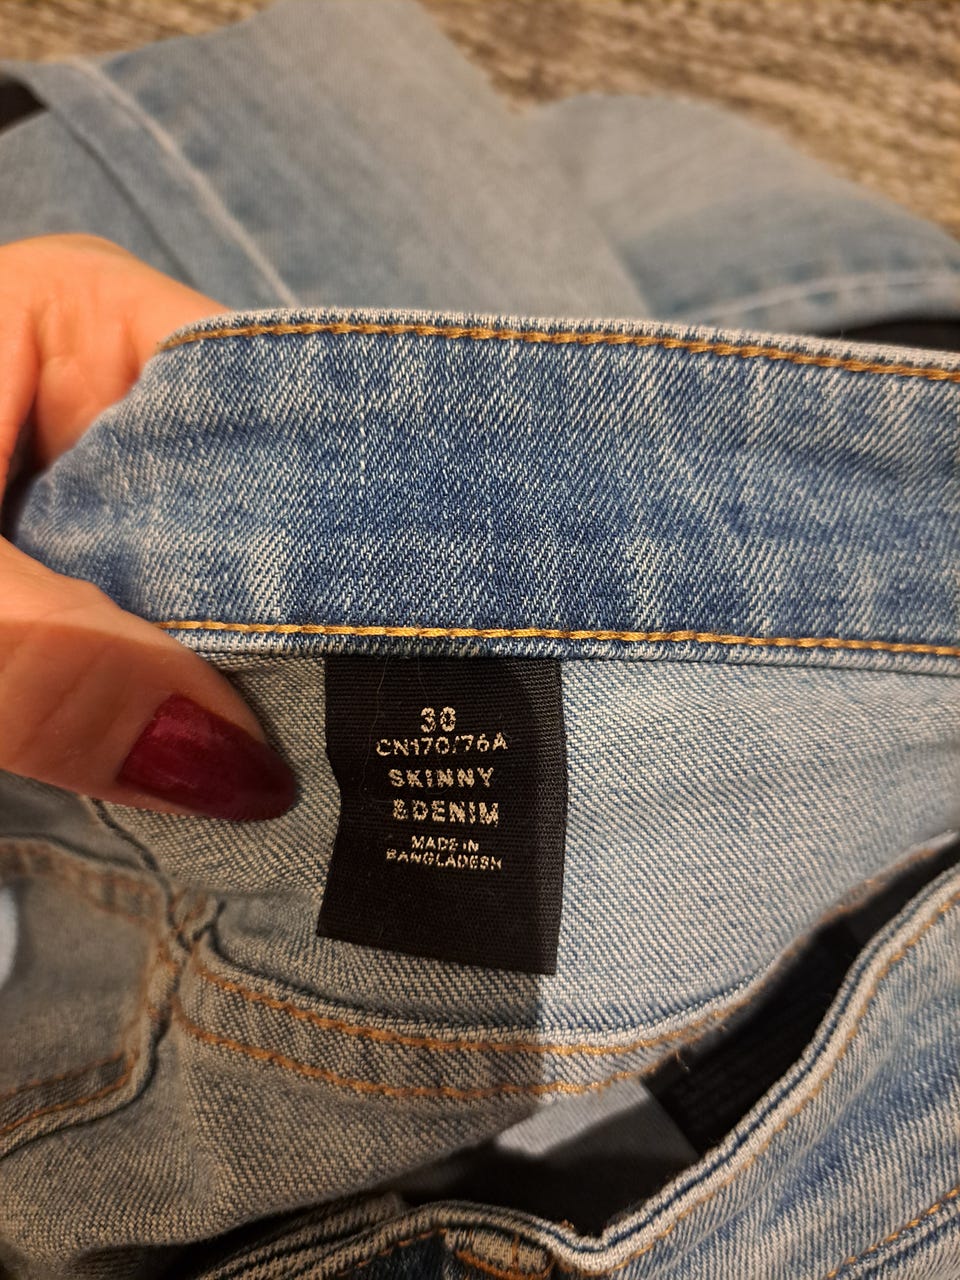 30
CN170/76A
SKINNY
&DENIM
MADE IN
BANGLADESH